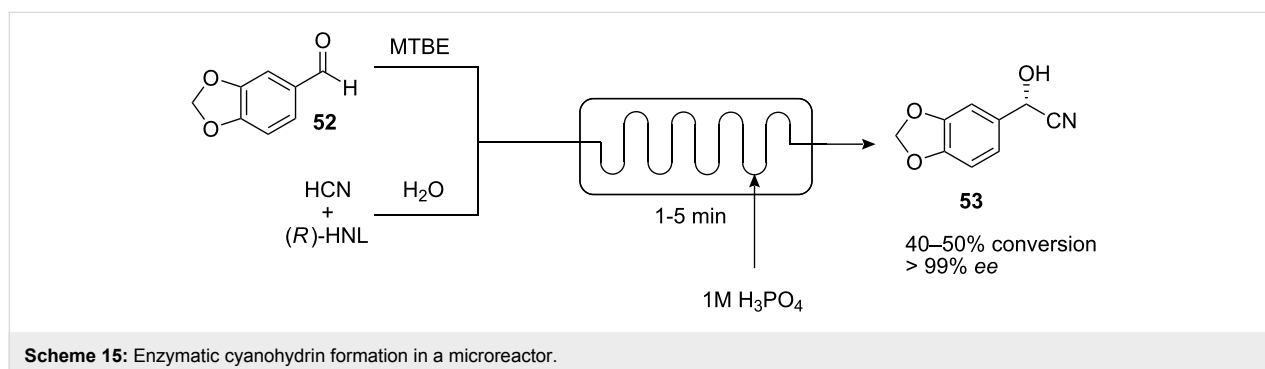 O
MTBE
H
OH
O
O
52
O
CN
O
HCN
H₂O
+
(R)-HNL
1-5 min
53
40–50% conversion
> 99% ee
1M H₃PO₄
Scheme 15: Enzymatic cyanohydrin formation in a microreactor.